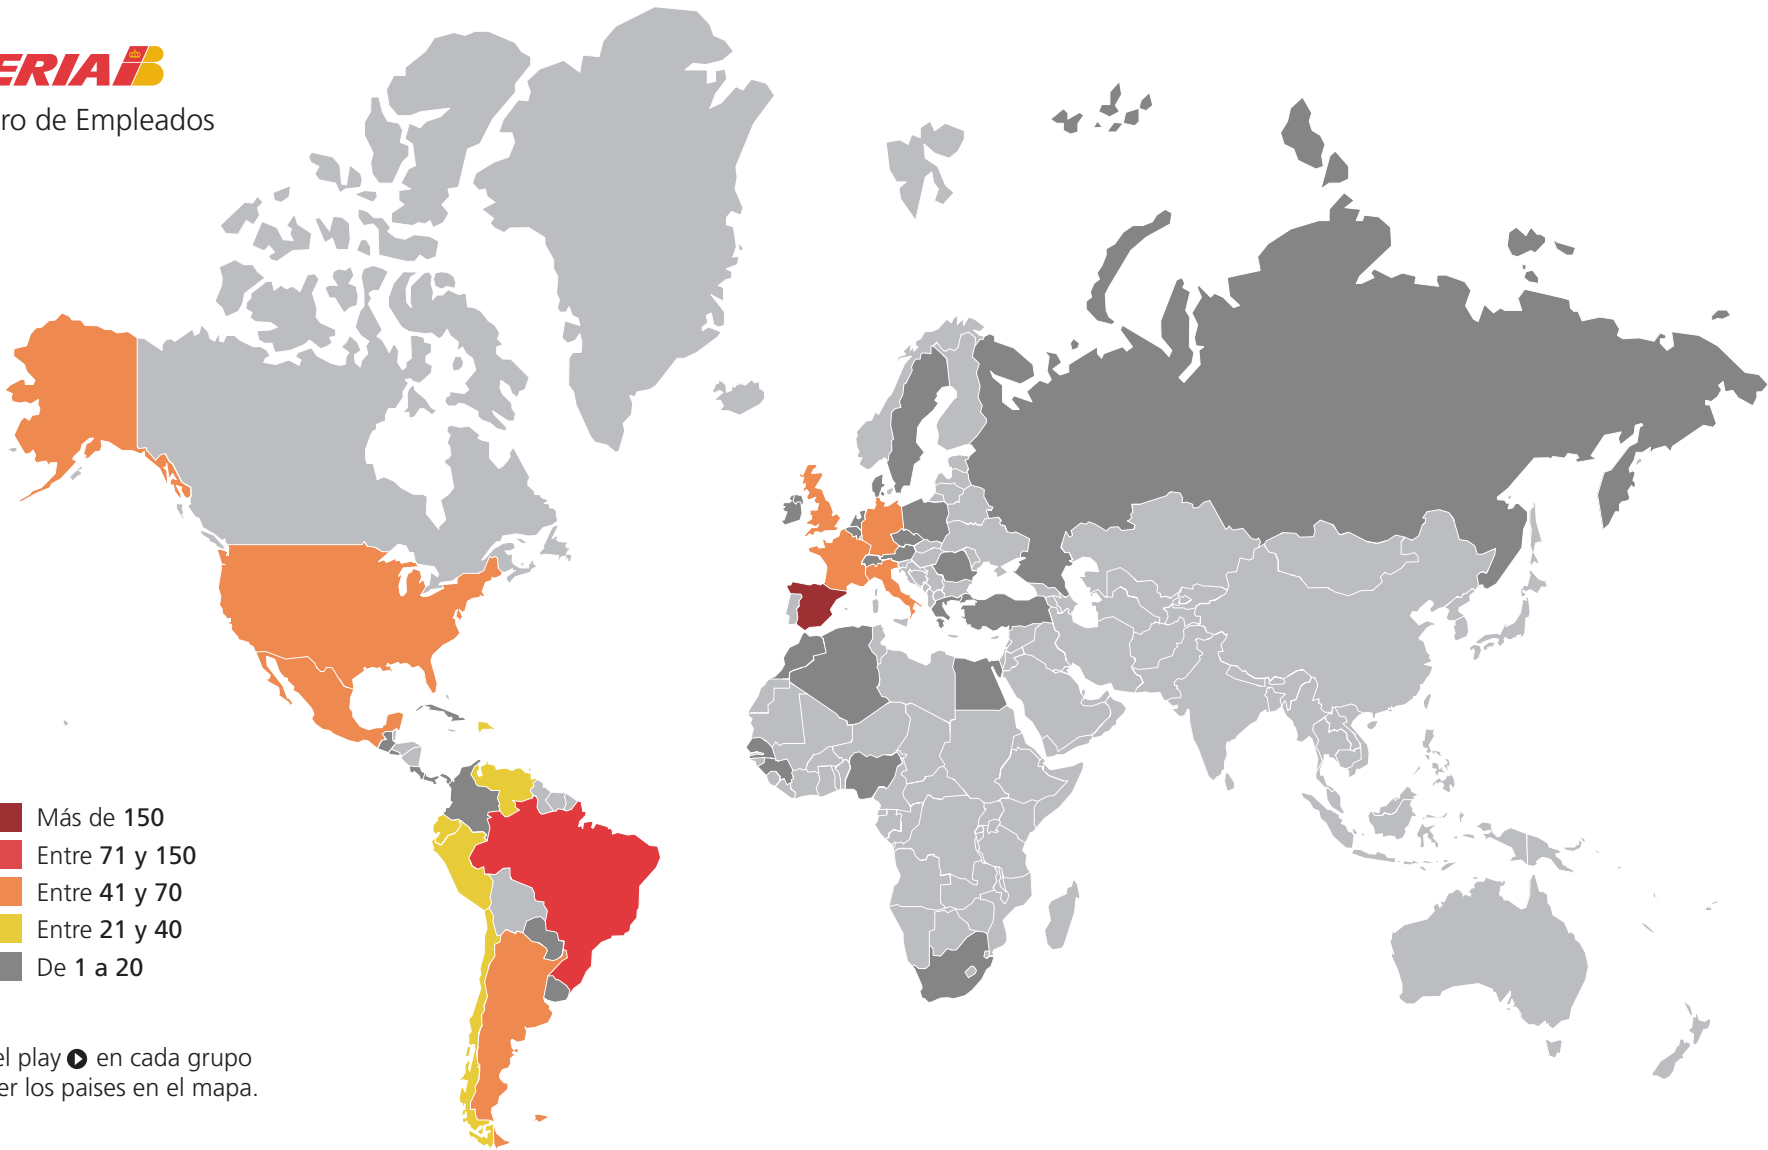 ERIA
ro de Empleados
Más de 150
Entre 71 y 150
Entre 41 y 70
Entre 21 y 40
De 1 a 20
el play en cada grupo
er los paises en el mapa.